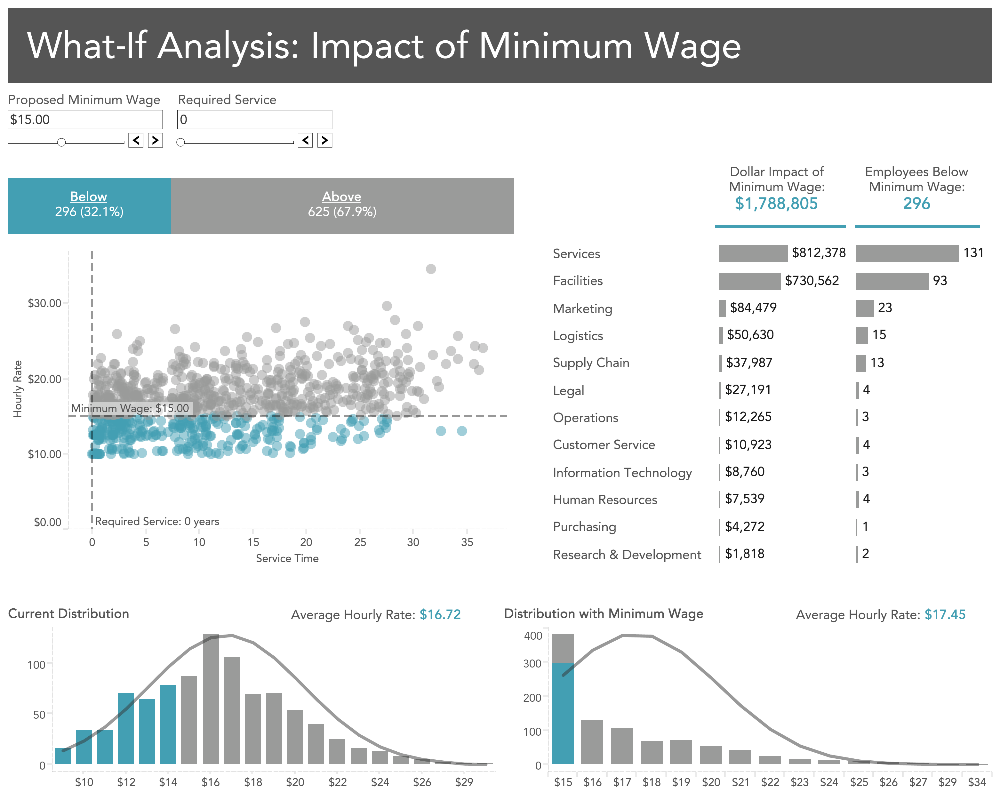 What-If Analysis: Impact of Minimum Wage
Proposed Minimum Wage
Required Service
$15.00
0
Below
296 (32.1%)
Above
625 (67.9%)
Dollar Impact of
Minimum Wage:
$1,788,805
Employees Below
Minimum Wage:
296
Hourly Rate
$30.00
$20.00
$10.00
$0.00
Minimum Wage: $15.00
Required Service: 0 years
0 5 10 15 20 25 30 35
Service Time
Services $812,378 131
Facilities $730,562 93
Marketing $84,479 23
Logistics $50,630 15
Supply Chain $37,987 13
Legal $27,191 4
Operations $12,265 3
Customer Service $10,923 4
Information Technology $8,760 3
Human Resources $7,539 4
Purchasing $4,272 1
Research & Development $1,818 2
Current Distribution
Average Hourly Rate: $16.72
100
50
0
$10 $12 $14 $16 $18 $20 $22 $24 $26 $29
Distribution with Minimum Wage
Average Hourly Rate: $17.45
400
300
200
100
0
$15 $16 $17 $18 $19 $20 $21 $22 $23 $24 $25 $26 $27 $29 $34